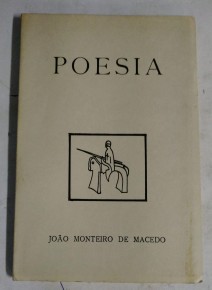 POESIA
JOÃO MONTEIRO DE MACEDO